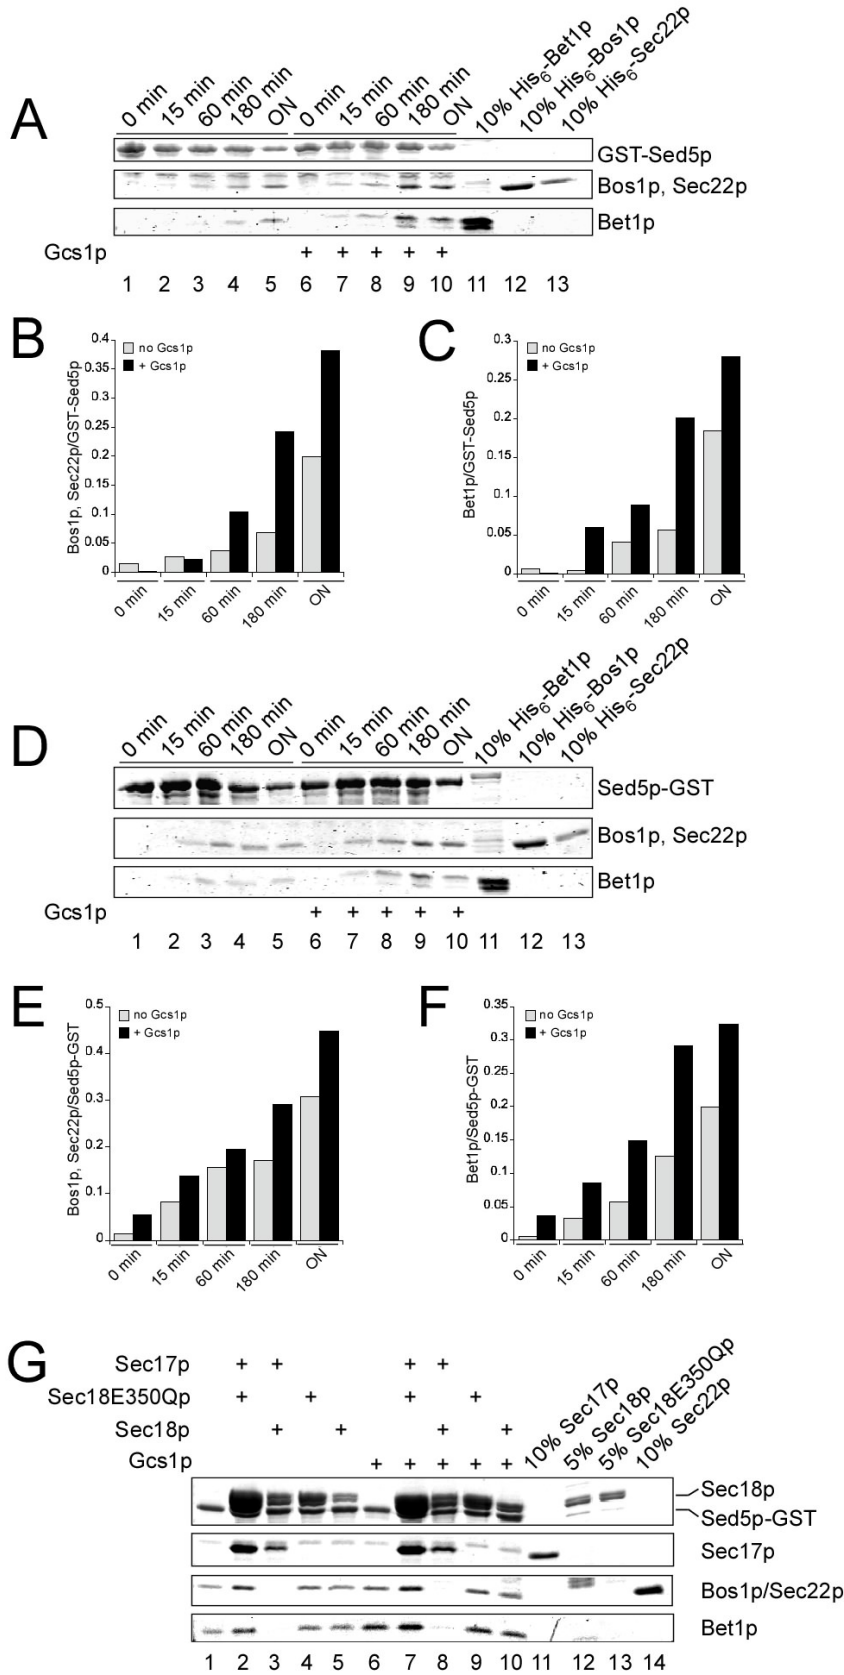 A
0 min 15 min 60 min 180 min ON 0 min 15 min 60 min 180 min ON 10% His6-Bet1p 10% His6-Bos1p 10% His6-Sec22p
GST-Sed5p
Bos1p, Sec22p
Bet1p
Gcs1p + + + + +
1 2 3 4 5 6 7 8 9 10 11 12 13
B
Bos1p, Sec22p/GST-Sed5p
no Gcs1p
+ Gcs1p
0.4
0.35
0.3
0.25
0.2
0.15
0.1
0.05
0
0 min 15 min 60 min 180 min ON
C
Bet1p/GST-Sed5p
no Gcs1p
+ Gcs1p
0.3
0.25
0.2
0.15
0.1
0.05
0
0 min 15 min 60 min 180 min ON
D
0 min 15 min 60 min 180 min ON 0 min 15 min 60 min 180 min ON 10% His6-Bet1p 10% His6-Bos1p 10% His6-Sec22p
Sed5p-GST
Bos1p, Sec22p
Bet1p
Gcs1p + + + + +
1 2 3 4 5 6 7 8 9 10 11 12 13
E
Bos1p, Sec22p/Sed5p-GST
no Gcs1p
+ Gcs1p
0.5
0.4
0.3
0.2
0.1
0
0 min 15 min 60 min 180 min ON
F
Bet1p/Sed5p-GST
no Gcs1p
+ Gcs1p
0.35
0.3
0.25
0.2
0.15
0.1
0.05
0
0 min 15 min 60 min 180 min ON
G
Sec17p + + + +
Sec18E350Qp + + + +
Sec18p + + + +
Gcs1p + + + + +
10% Sec17p 5% Sec18p 5% Sec18E350Qp 10% Sec22p
Sec18p
Sed5p-GST
Sec17p
Bos1p/Sec22p
Bet1p
1 2 3 4 5 6 7 8 9 10 11 12 13 14